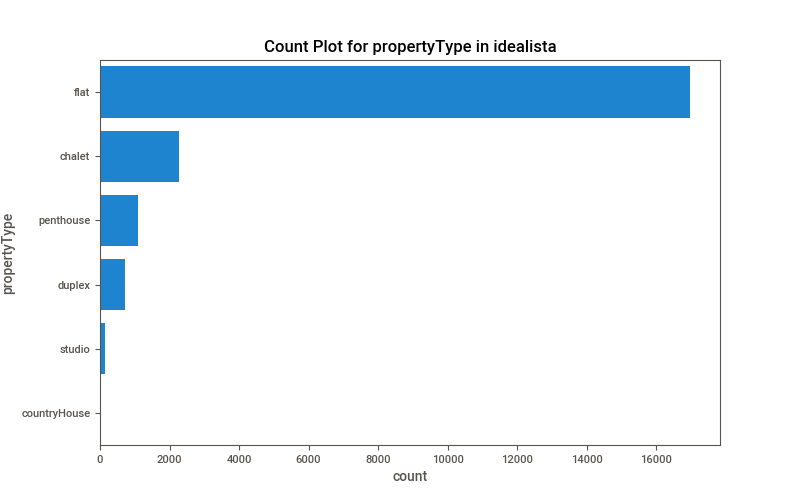 Count Plot for propertyType in idealista
propertyType
flat
chalet
penthouse
duplex
studio
countryHouse
0 2000 4000 6000 8000 10000 12000 14000 16000
count